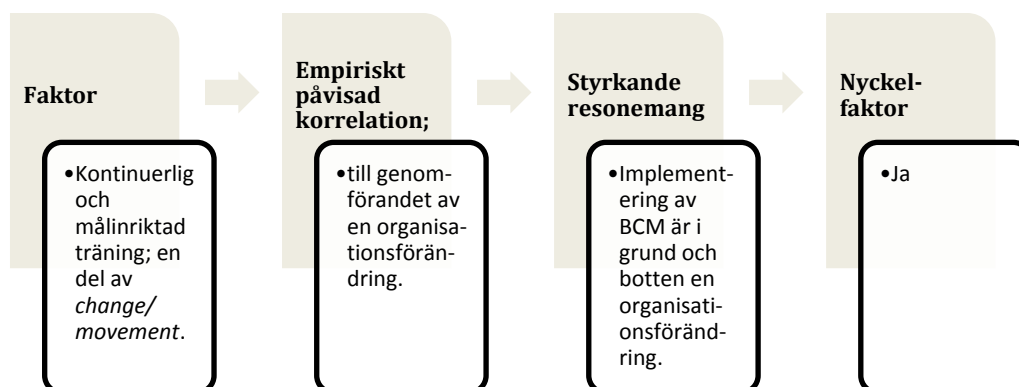 Faktor
•Kontinuerlig
och
målinriktad
träning; en
del av
change/
movement.
Empiriskt
påvisad
korrelation;
•till genom-
förandet av
en organisa-
tionsförän-
dring.
Styrkande
resonemang
•Implement-
ering av
BCM är i
grund och
botten en
organisati-
onsföränd-
ring.
Nyckel-
faktor
•Ja